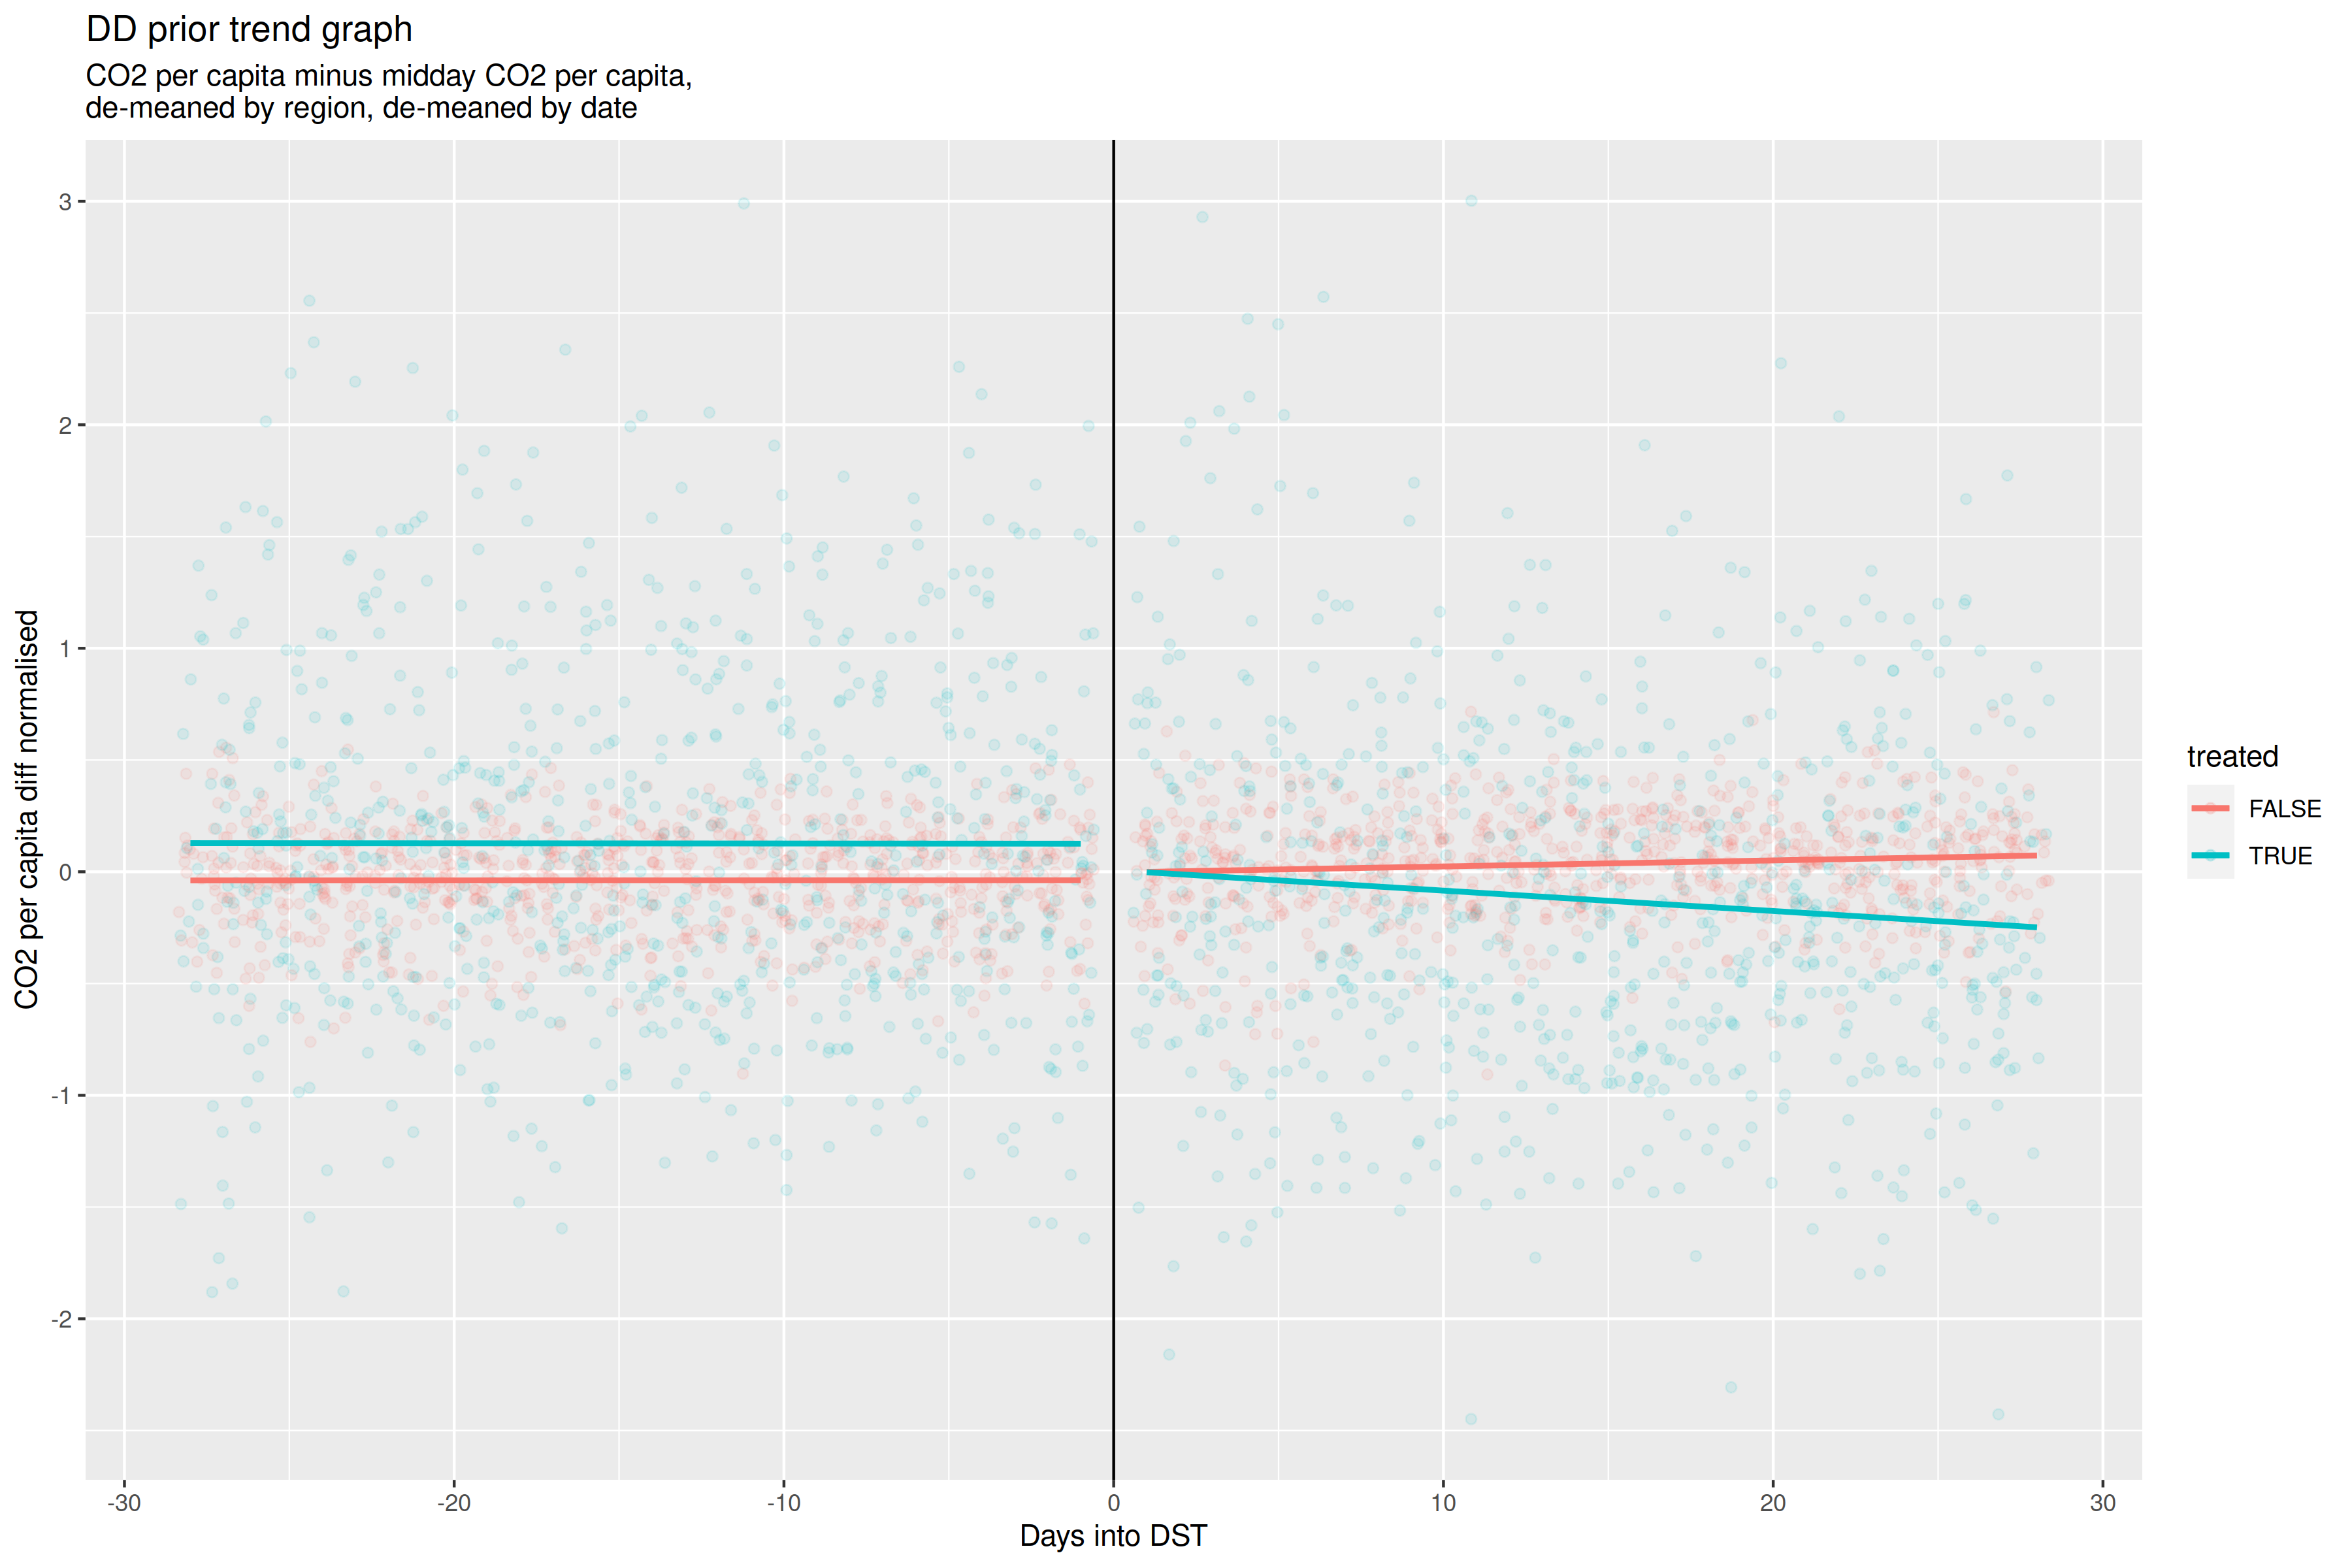 DD prior trend graph
CO2 per capita minus midday CO2 per capita,
de-meaned by region, de-meaned by date
CO2 per capita diff normalised
3
2
1
0
-1
-2
-30
-20
-10
0
10
20
30
Days into DST
treated
FALSE
TRUE